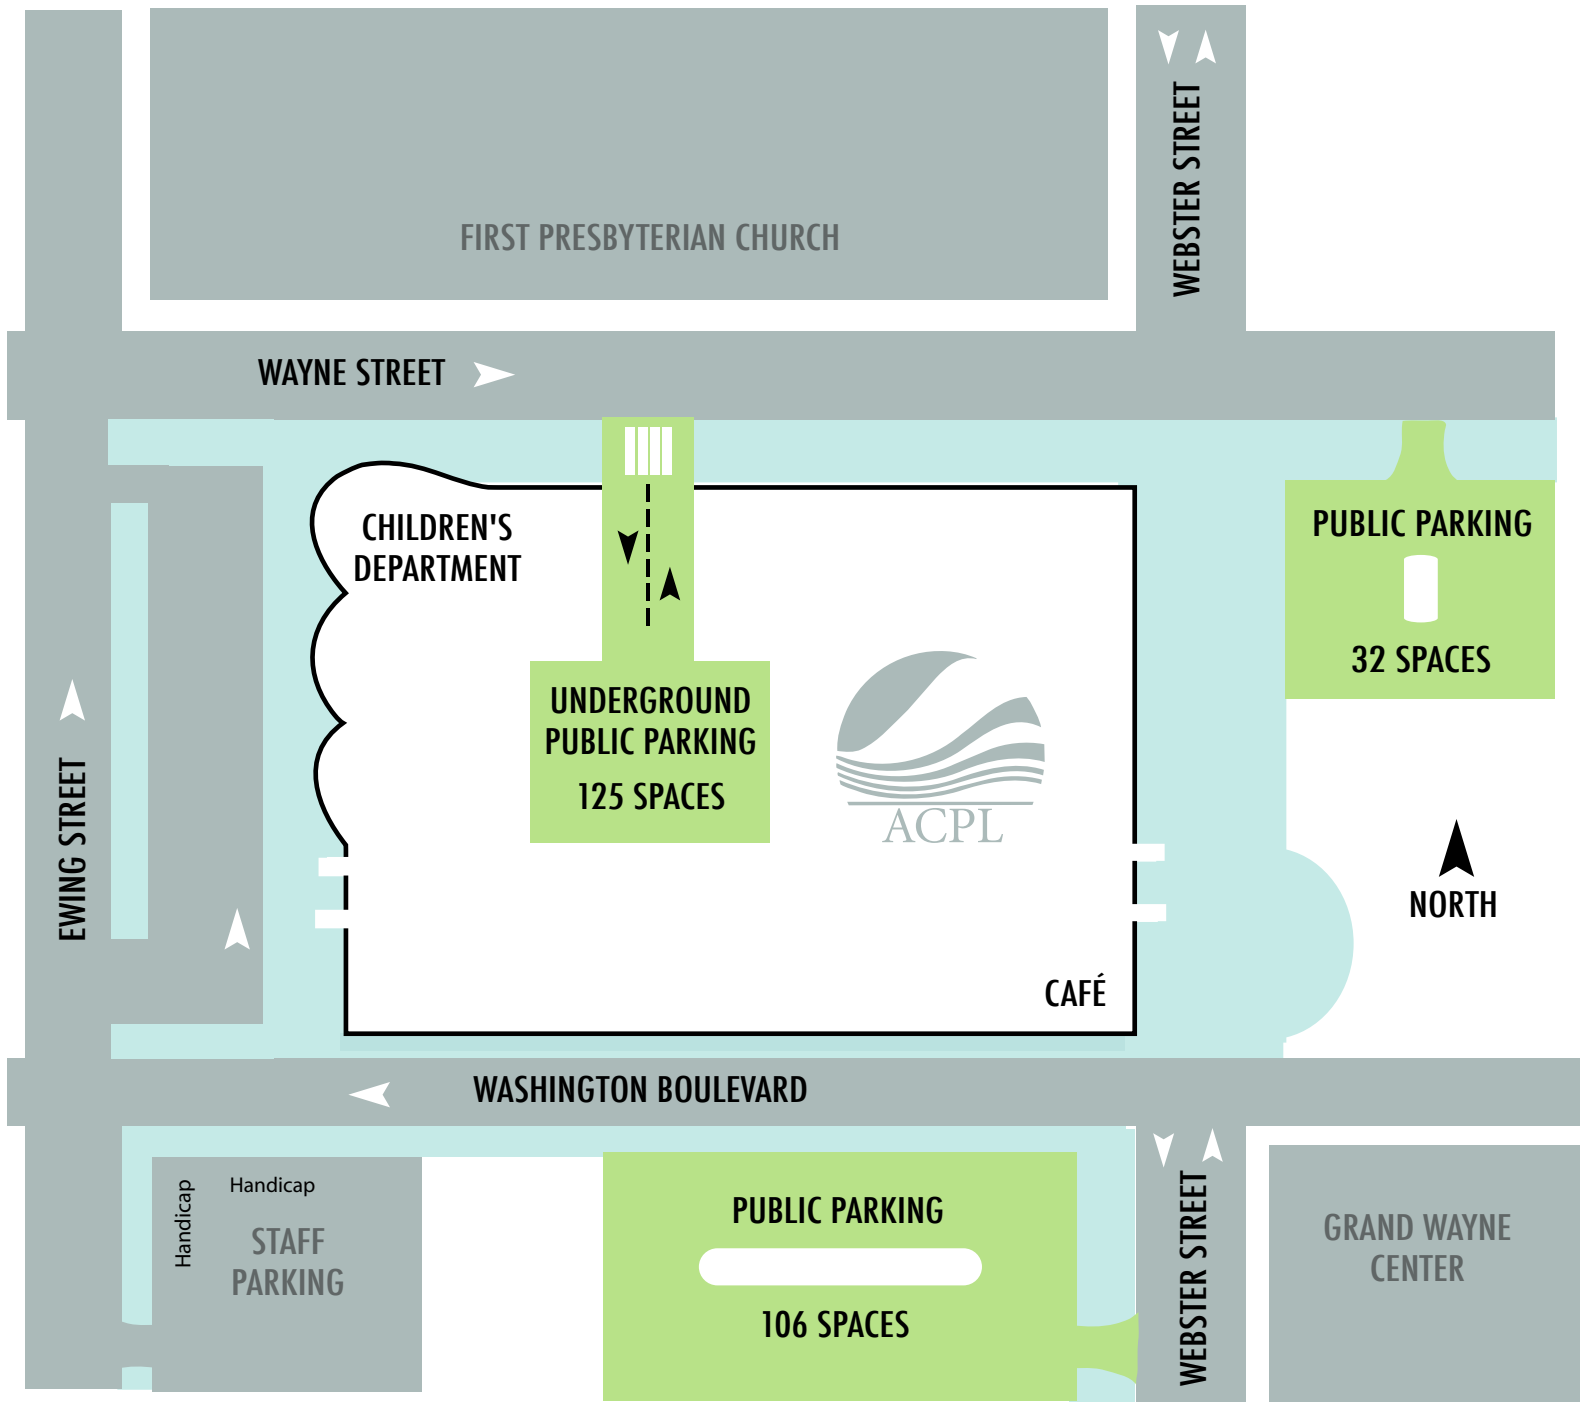 WEBSTER STREET
FIRST PRESBYTERIAN CHURCH
WAYNE STREET
CHILDREN'S
DEPARTMENT
PUBLIC PARKING
32 SPACES
UNDERGROUND
PUBLIC PARKING
125 SPACES
ACPL
EWING STREET
NORTH
CAFÉ
WASHINGTON BOULEVARD
Handicap
Handicap
STAFF
PARKING
PUBLIC PARKING
106 SPACES
WEBSTER STREET
GRAND WAYNE
CENTER